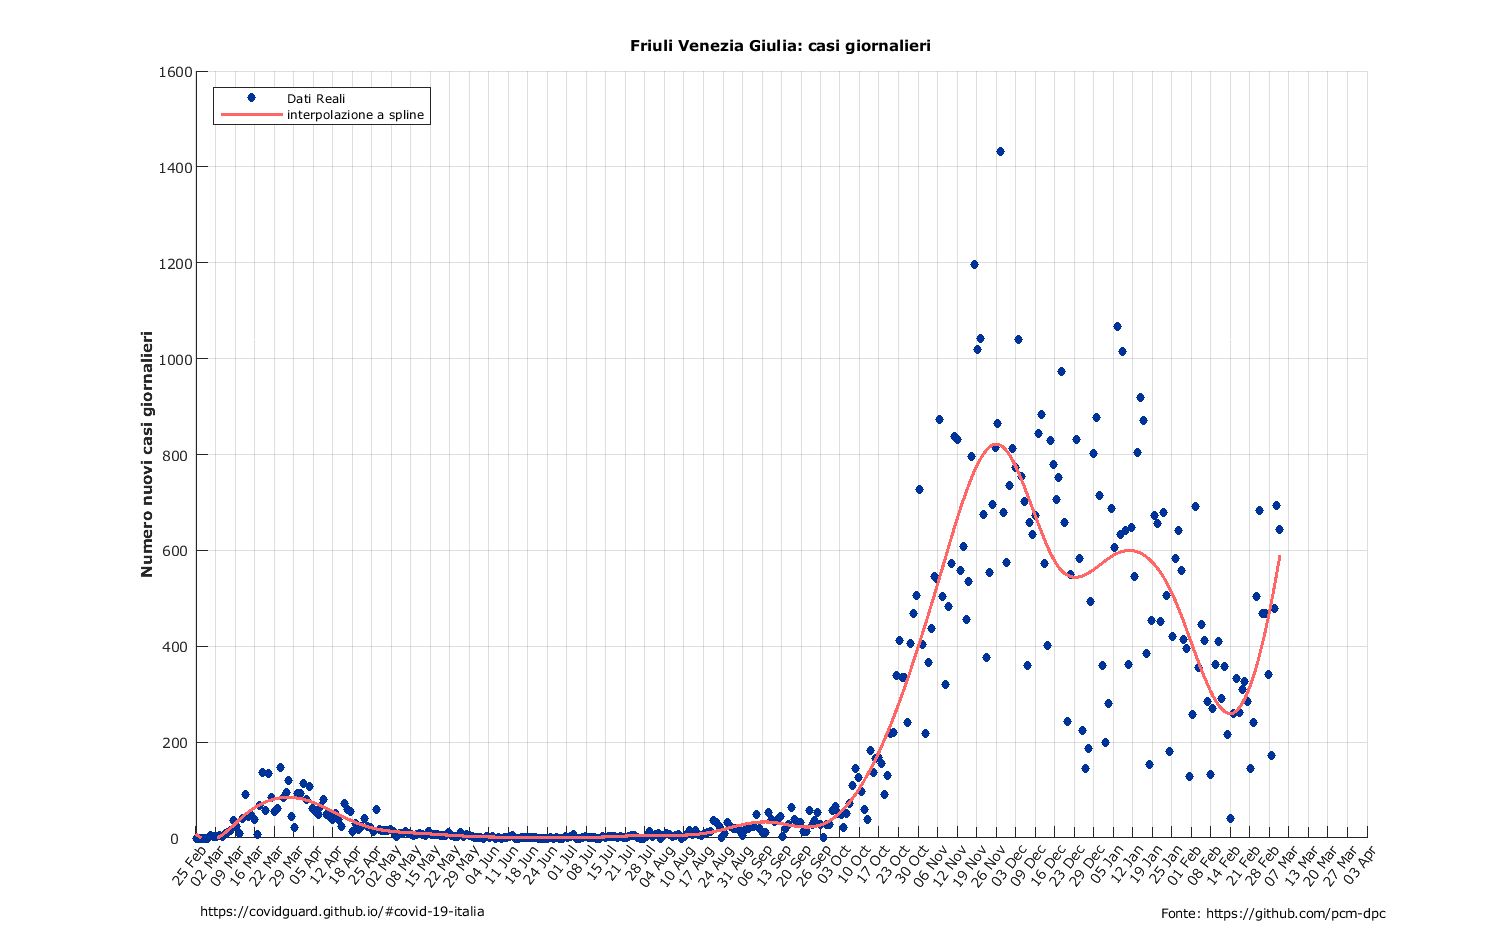 Friuli Venezia Giulia: casi giornalieri
Dati Reali
interpolazione a spline
Numero nuovi casi giornalieri
1600
1400
1200
1000
800
600
400
200
0
25 Feb
02 Mar
09 Mar
16 Mar
22 Mar
29 Mar
05 Apr
12 Apr
18 Apr
25 Apr
02 May
08 May
15 May
22 May
29 May
04 Jun
11 Jun
18 Jun
24 Jun
01 Jul
08 Jul
15 Jul
21 Jul
28 Jul
04 Aug
10 Aug
17 Aug
24 Aug
31 Aug
06 Sep
13 Sep
20 Sep
26 Sep
03 Oct
10 Oct
17 Oct
23 Oct
30 Oct
06 Nov
12 Nov
19 Nov
26 Nov
03 Dec
09 Dec
16 Dec
23 Dec
29 Dec
05 Jan
12 Jan
19 Jan
25 Jan
01 Feb
08 Feb
14 Feb
21 Feb
28 Feb
07 Mar
13 Mar
20 Mar
27 Mar
03 Apr
https://covidguard.github.io/#covid-19-italia
Fonte: https://github.com/pcm-dpc